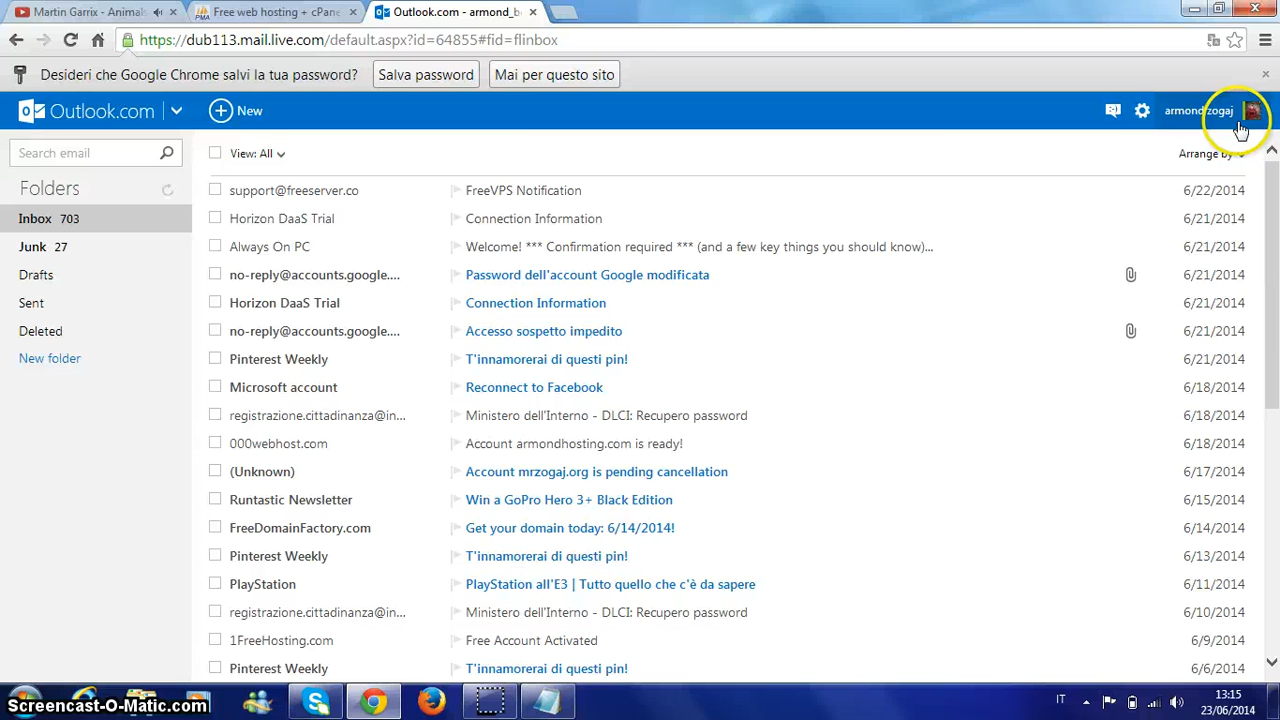 Martin Garrix - Animals
Free web hosting + cPane
Outlook.com - armond_b
https://dub113.mail.live.com/default.aspx?id=64855#fid=flinbox
Desideri che Google Chrome salvi la tua password? Salva password Mai per questo sito
Outlook.com New armond zogaj
Search email
View: All Arrange by
Folders
Inbox 703
Junk 27
Drafts
Sent
Deleted
New folder
support@freeserver.co FreeVPS Notification 6/22/2014
Horizon DaaS Trial Connection Information 6/21/2014
Always On PC Welcome! *** Confirmation required *** (and a few key things you should know)... 6/21/2014
no-reply@accounts.google.... Password dell'account Google modificata 6/21/2014
Horizon DaaS Trial Connection Information 6/21/2014
no-reply@accounts.google.... Accesso sospetto impedito 6/21/2014
Pinterest Weekly T'innamorerai di questi pin! 6/21/2014
Microsoft account Reconnect to Facebook 6/18/2014
registrazione.cittadinanza@in... Ministero dell'Interno - DLCI: Recupero password 6/18/2014
000webhost.com Account armondhosting.com is ready! 6/18/2014
(Unknown) Account mrzogaj.org is pending cancellation 6/17/2014
Runtastic Newsletter Win a GoPro Hero 3+ Black Edition 6/15/2014
FreeDomainFactory.com Get your domain today: 6/14/2014! 6/14/2014
Pinterest Weekly T'innamorerai di questi pin! 6/13/2014
PlayStation PlayStation all'E3 | Tutto quello che c'è da sapere 6/11/2014
registrazione.cittadinanza@in... Ministero dell'Interno - DLCI: Recupero password 6/10/2014
1FreeHosting.com Free Account Activated 6/9/2014
Pinterest Weekly T'innamorerai di questi pin! 6/6/2014
Screencast-O-Matic.com
IT
13:15
23/06/2014